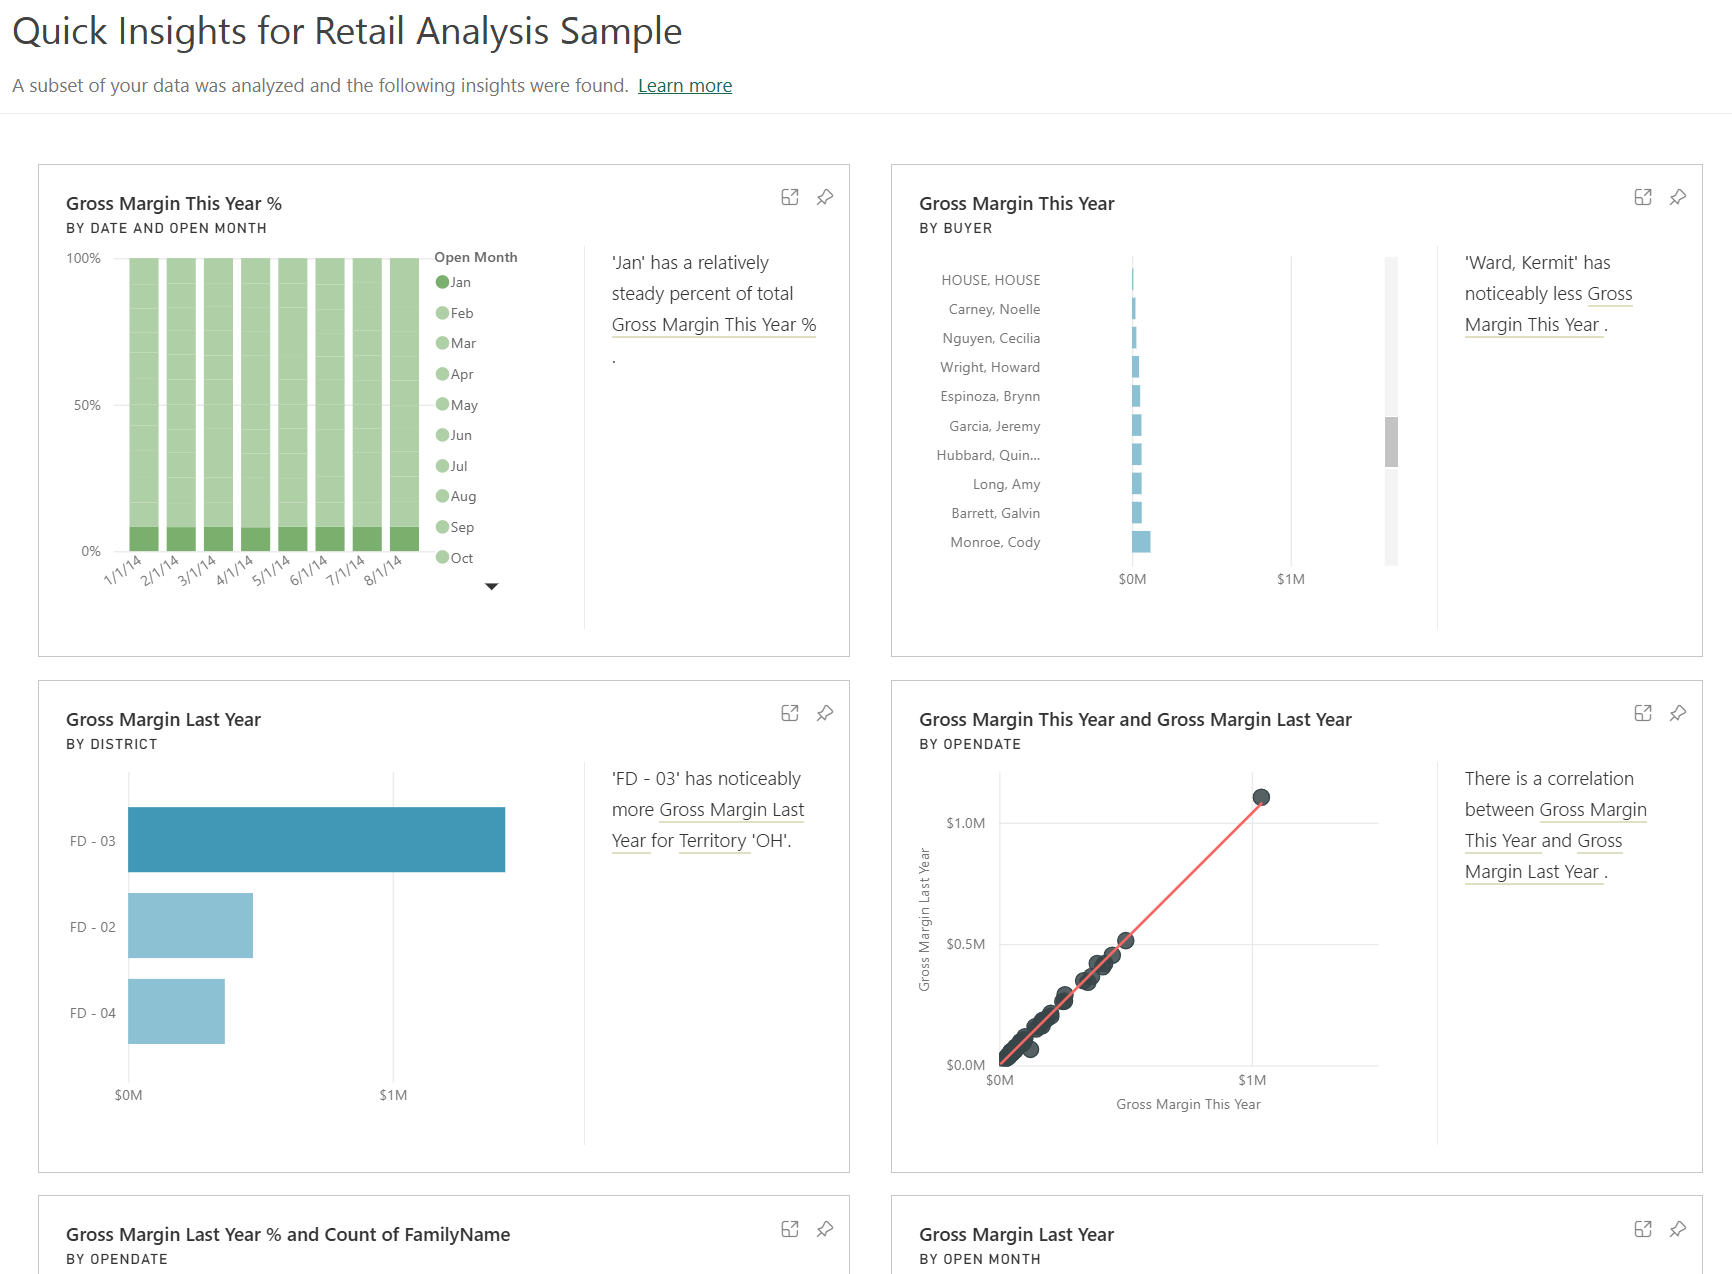 Quick Insights for Retail Analysis Sample
A subset of your data was analyzed and the following insights were found. Learn more
Gross Margin This Year %
BY DATE AND OPEN MONTH
100%
50%
0%
1/1/14
2/1/14
3/1/14
4/1/14
5/1/14
6/1/14
7/1/14
8/1/14
Open Month
Jan
Feb
Mar
Apr
May
Jun
Jul
Aug
Sep
Oct
'Jan' has a relatively
steady percent of total
Gross Margin This Year %
.
Gross Margin This Year
BY BUYER
HOUSE, HOUSE
Carney, Noelle
Nguyen, Cecilia
Wright, Howard
Espinoza, Brynn
Garcia, Jeremy
Hubbard, Quin...
Long, Amy
Barrett, Galvin
Monroe, Cody
$0M
$1M
'Ward, Kermit' has
noticeably less Gross
Margin This Year .
Gross Margin Last Year
BY DISTRICT
FD - 03
FD - 02
FD - 04
$0M
$1M
'FD - 03' has noticeably
more Gross Margin Last
Year for Territory 'OH'.
Gross Margin This Year and Gross Margin Last Year
BY OPENDATE
Gross Margin Last Year
$1.0M
$0.5M
$0.0M
$0M
$1M
Gross Margin This Year
There is a correlation
between Gross Margin
This Year and Gross
Margin Last Year .
Gross Margin Last Year % and Count of FamilyName
BY OPENDATE
Gross Margin Last Year
BY OPEN MONTH